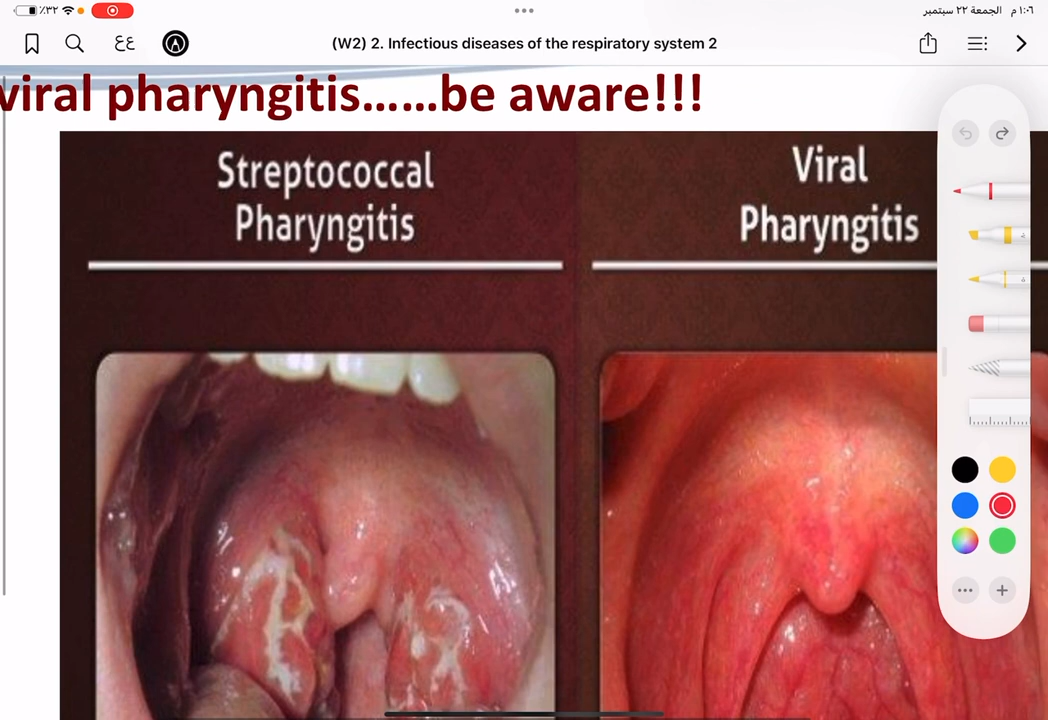 ٪٣٢
١:٠٦ م الجمعة ٢٢ سبتمبر
عع
(W2) 2. Infectious diseases of the respiratory system 2
viral pharyngitis......be aware!!!
Streptococcal
Pharyngitis
Viral
Pharyngitis